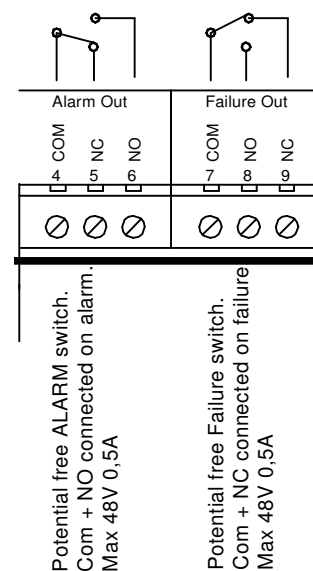 Alarm Out
Failure Out
COM
NC
NO
COM
NO
NC
4
5
6
7
8
9
Potential free ALARM switch.
Com + NO connected on alarm.
Max 48V 0,5A
Potential free Failure switch.
Com + NC connected on failure
Max 48V 0,5A